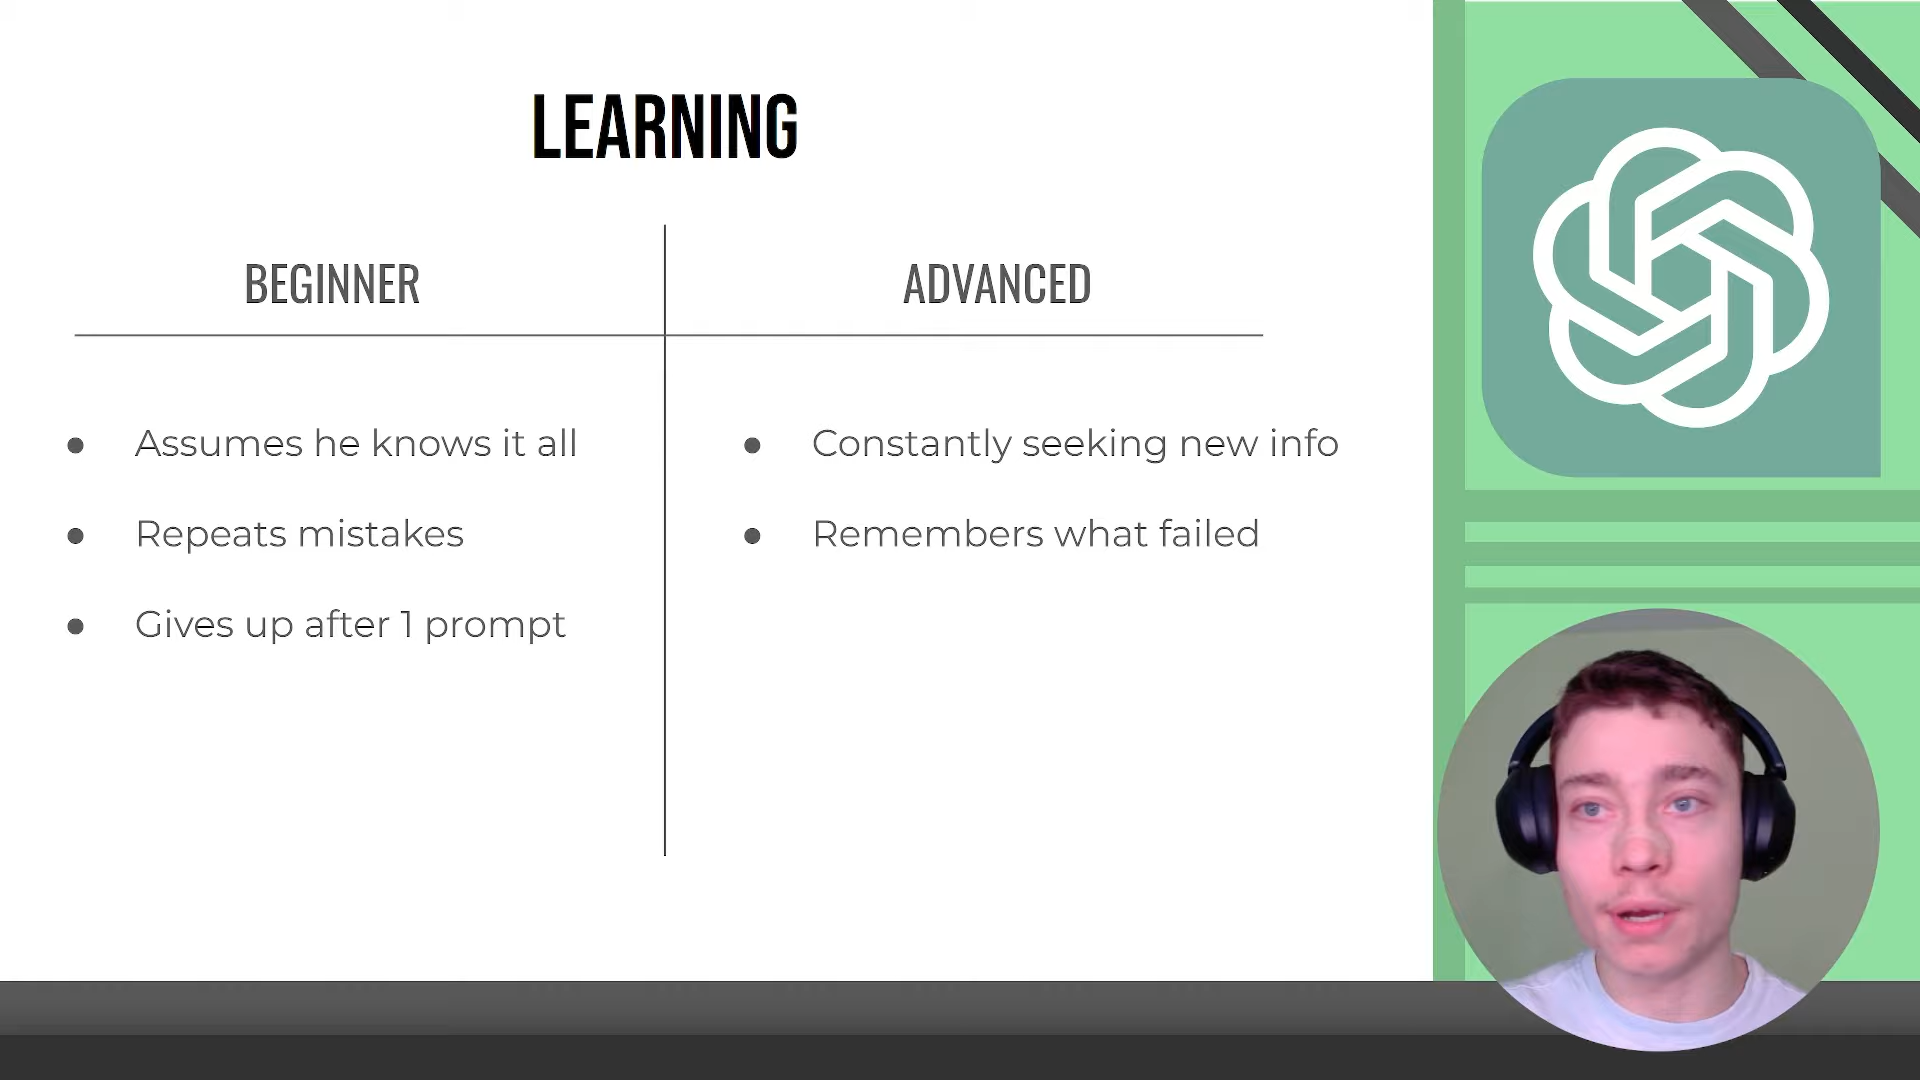 LEARNING
BEGINNER
ADVANCED
● Assumes he knows it all
● Repeats mistakes
● Gives up after 1 prompt
● Constantly seeking new info
● Remembers what failed